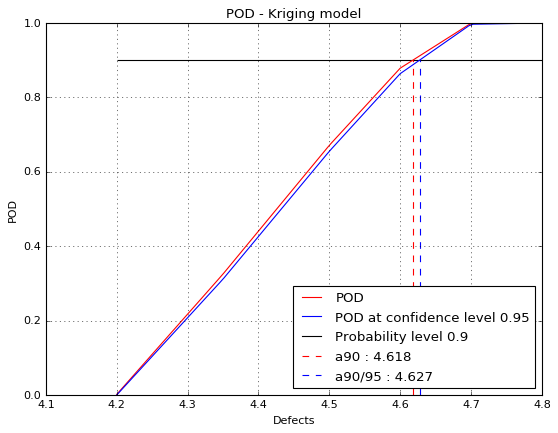 POD - Kriging model
1.0
0.8
0.6
0.4
0.2
0.0
POD
POD
POD at confidence level 0.95
Probability level 0.9
a90 : 4.618
a90/95 : 4.627
4.1 4.2 4.3 4.4 4.5 4.6 4.7 4.8
Defects